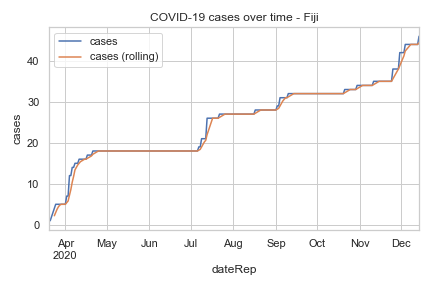 COVID-19 cases over time - Fiji
cases
cases (rolling)
cases
40
30
20
10
0
Apr May Jun Jul Aug Sep Oct Nov Dec
2020
dateRep